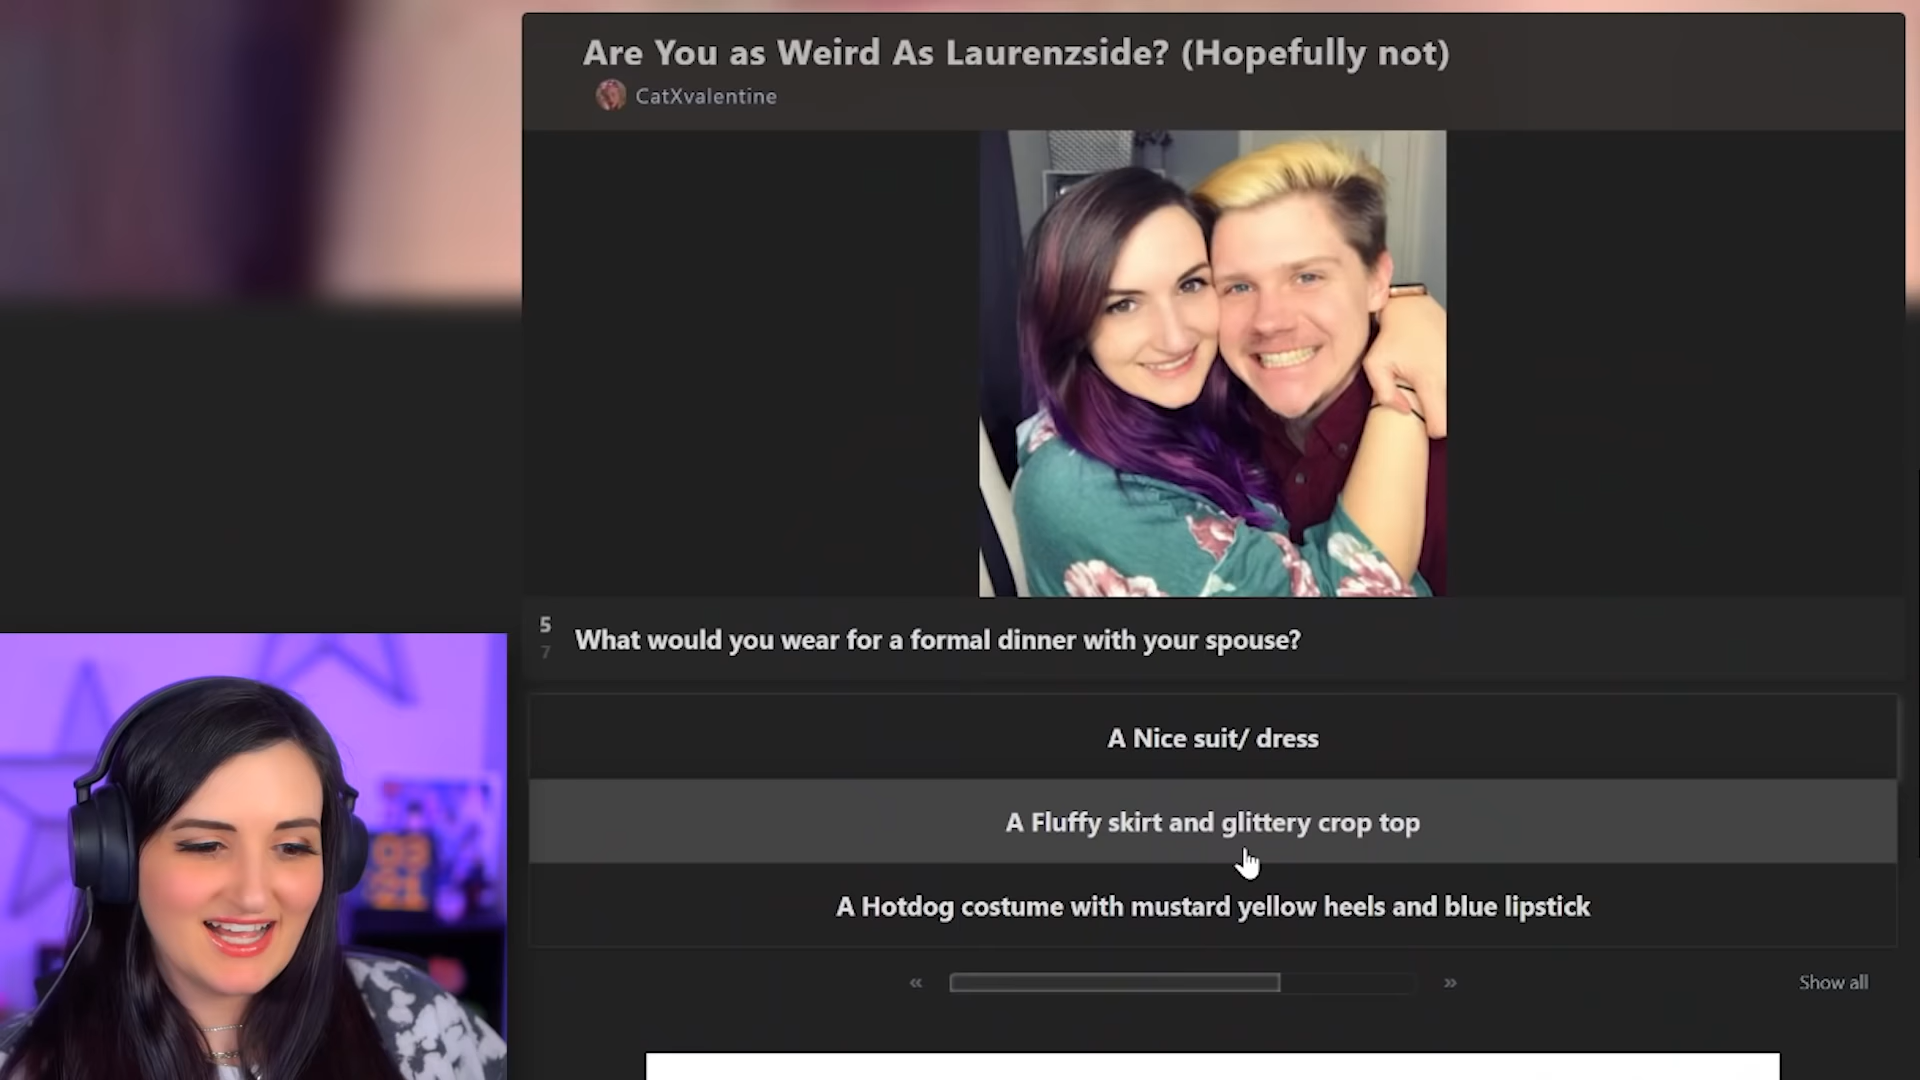 Are You as Weird As Laurenzside? (Hopefully not)
CatXvalentine
5
7
What would you wear for a formal dinner with your spouse?
A Nice suit/ dress
A Fluffy skirt and glittery crop top
A Hotdog costume with mustard yellow heels and blue lipstick
«
»
Show all